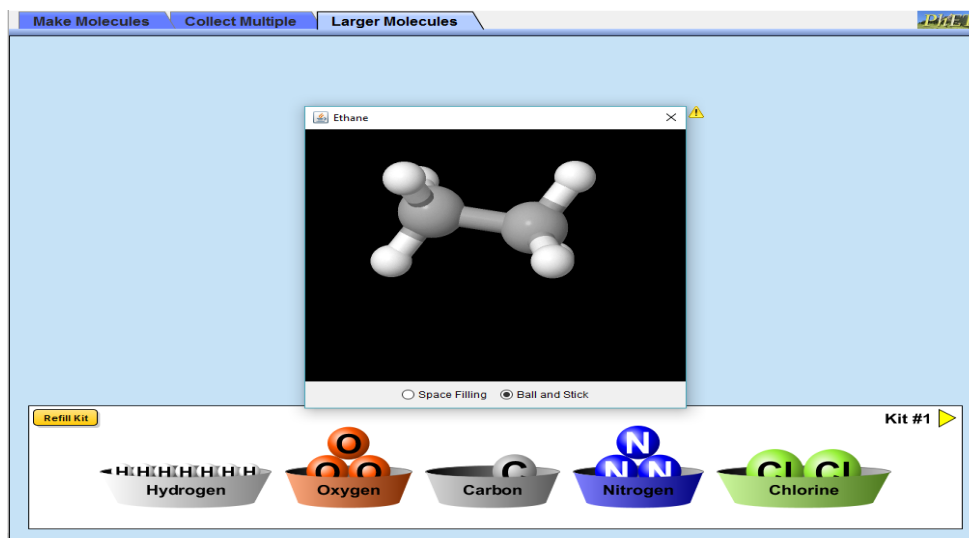 Make Molecules Collect Multiple Larger Molecules PhET
Ethane
Space Filling Ball and Stick
Refill Kit
Kit #1
H H H H H H H
O
O O
C
N
N N
Cl Cl
Hydrogen Oxygen Carbon Nitrogen Chlorine